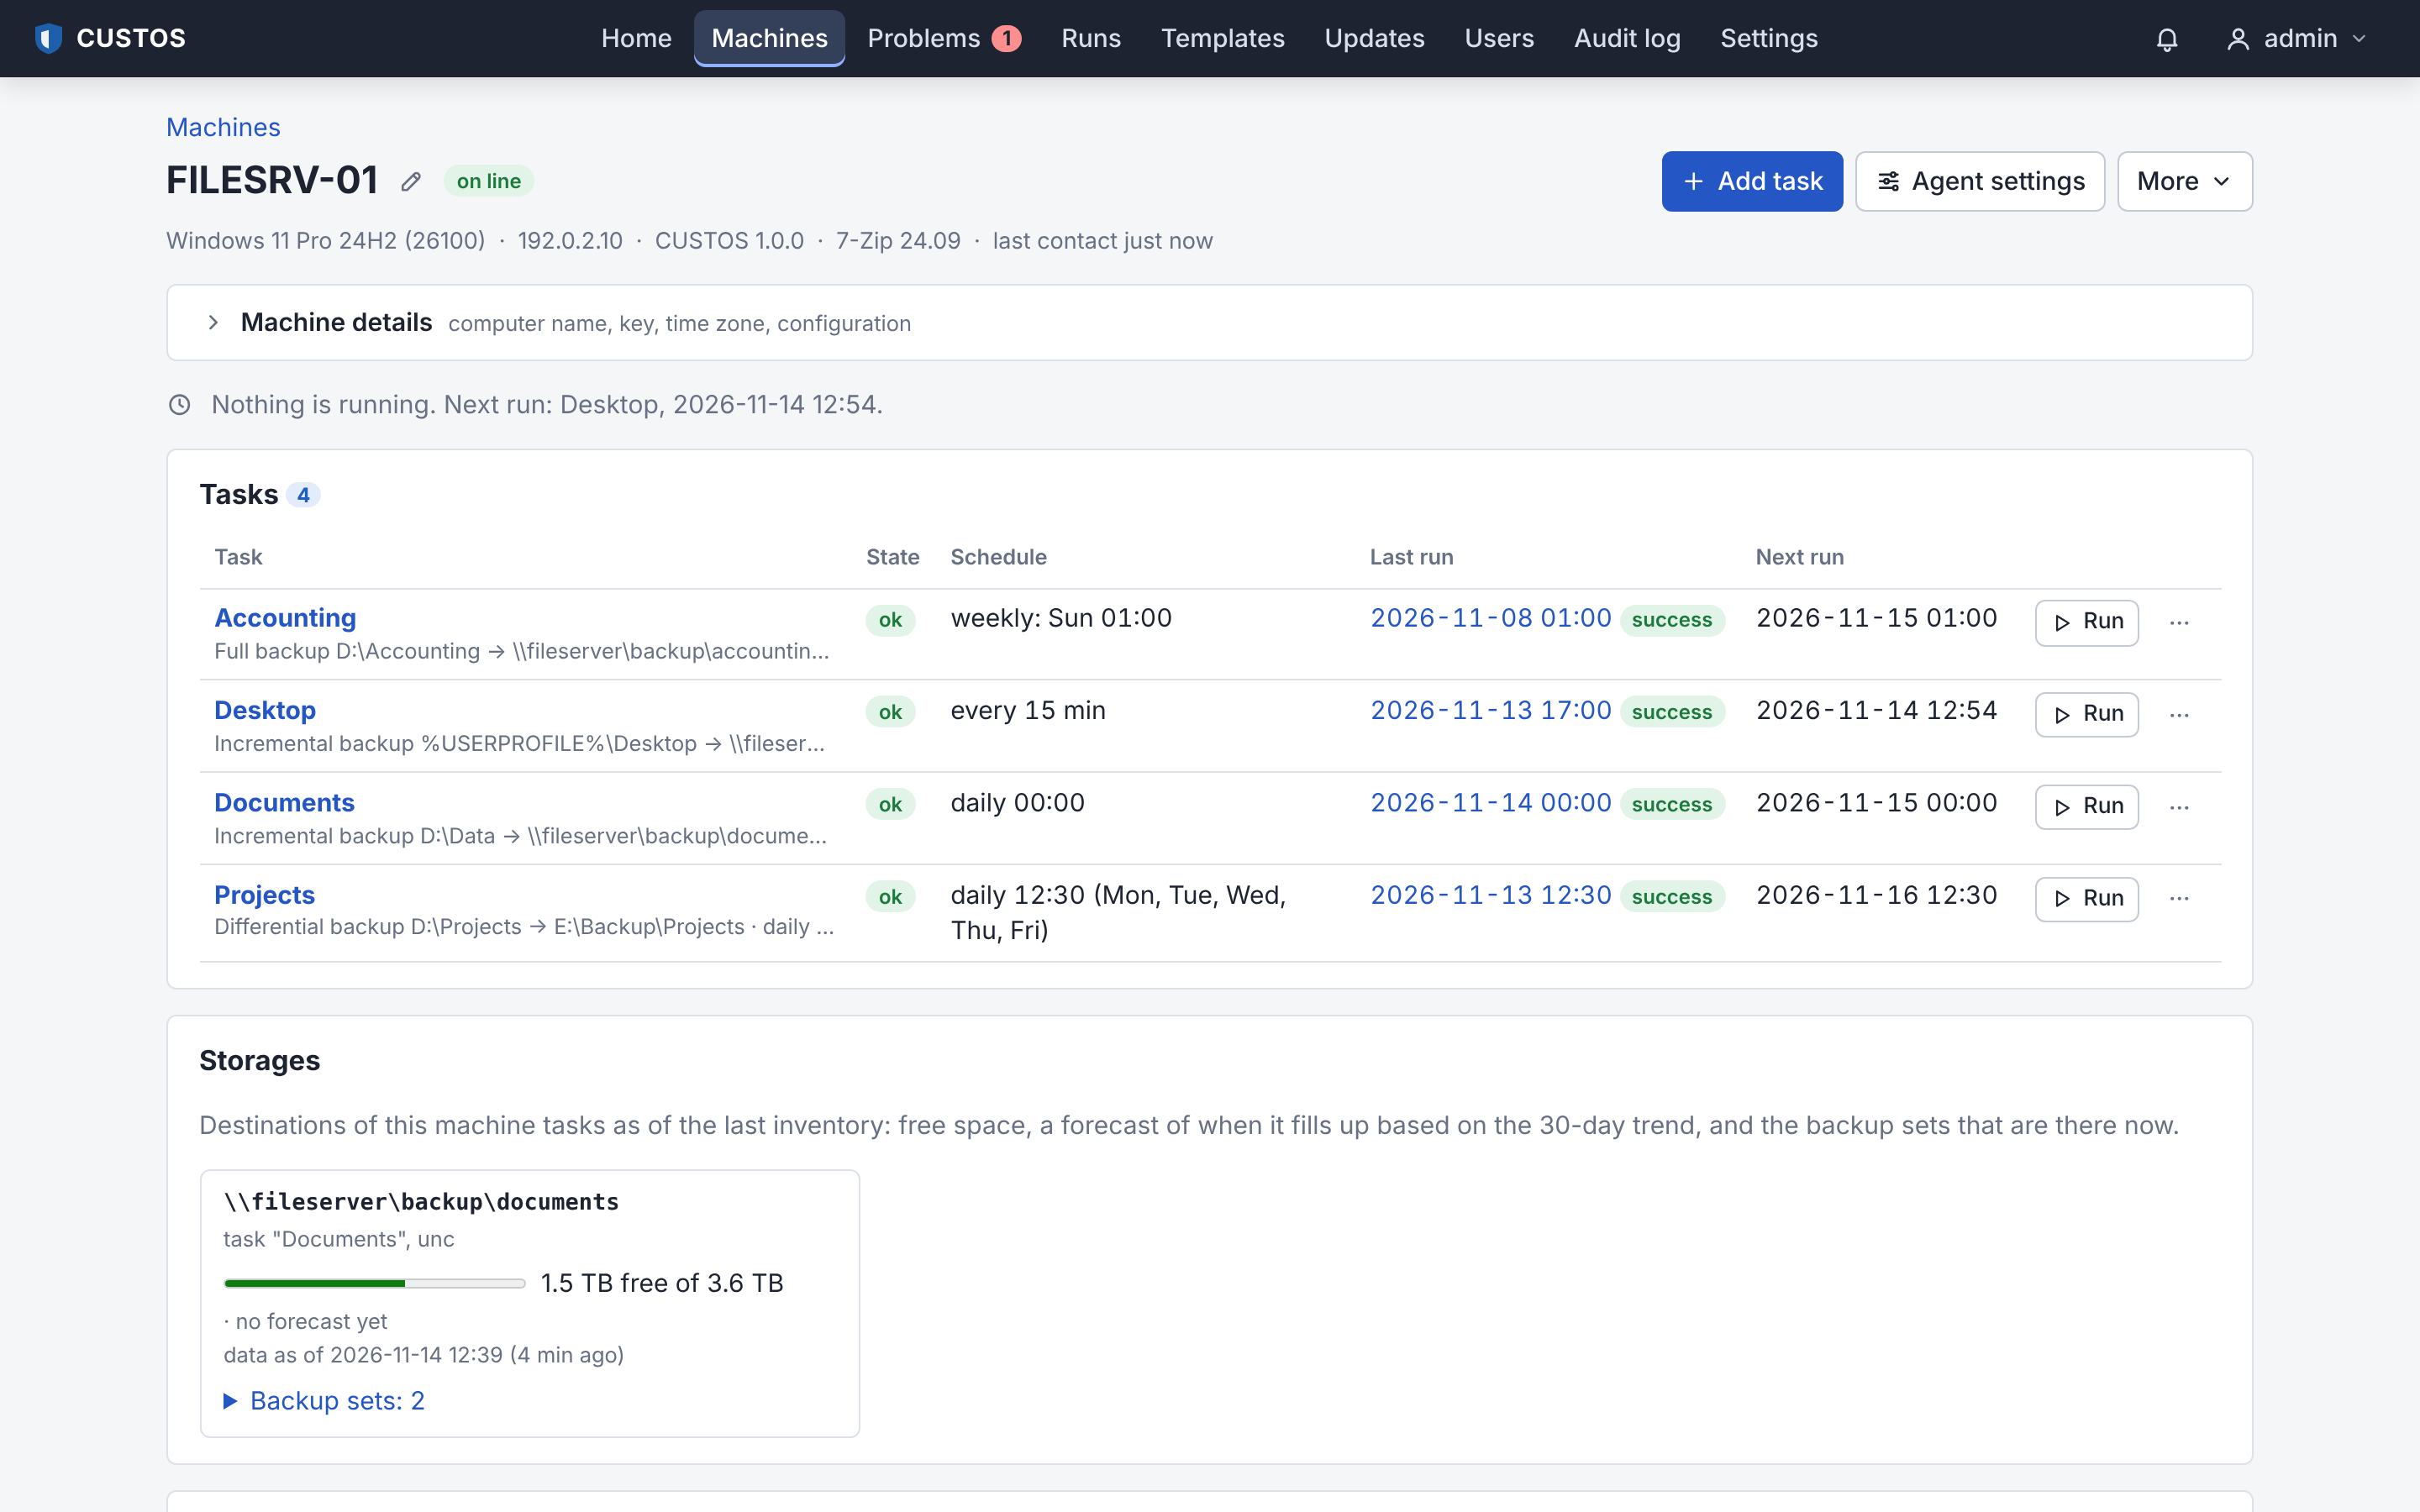 CUSTOS
Home Machines Problems 1 Runs Templates Updates Users Audit log Settings
admin
Machines
FILESRV-01 on line
+ Add task Agent settings More
Windows 11 Pro 24H2 (26100) · 192.0.2.10 · CUSTOS 1.0.0 · 7-Zip 24.09 · last contact just now
Machine details computer name, key, time zone, configuration
Nothing is running. Next run: Desktop, 2026-11-14 12:54.
Tasks 4
Task State Schedule Last run Next run
Accounting ok weekly: Sun 01:00 2026-11-08 01:00 success 2026-11-15 01:00 Run ...
Full backup D:\Accounting → \\fileserver\backup\accountin...
Desktop ok every 15 min 2026-11-13 17:00 success 2026-11-14 12:54 Run ...
Incremental backup %USERPROFILE%\Desktop → \\fileser...
Documents ok daily 00:00 2026-11-14 00:00 success 2026-11-15 00:00 Run ...
Incremental backup D:\Data → \\fileserver\backup\docume...
Projects ok daily 12:30 (Mon, Tue, Wed, Thu, Fri) 2026-11-13 12:30 success 2026-11-16 12:30 Run ...
Differential backup D:\Projects → E:\Backup\Projects · daily ...
Storages
Destinations of this machine tasks as of the last inventory: free space, a forecast of when it fills up based on the 30-day trend, and the backup sets that are there now.
\\fileserver\backup\documents
task "Documents", unc
1.5 TB free of 3.6 TB
· no forecast yet
data as of 2026-11-14 12:39 (4 min ago)
Backup sets: 2